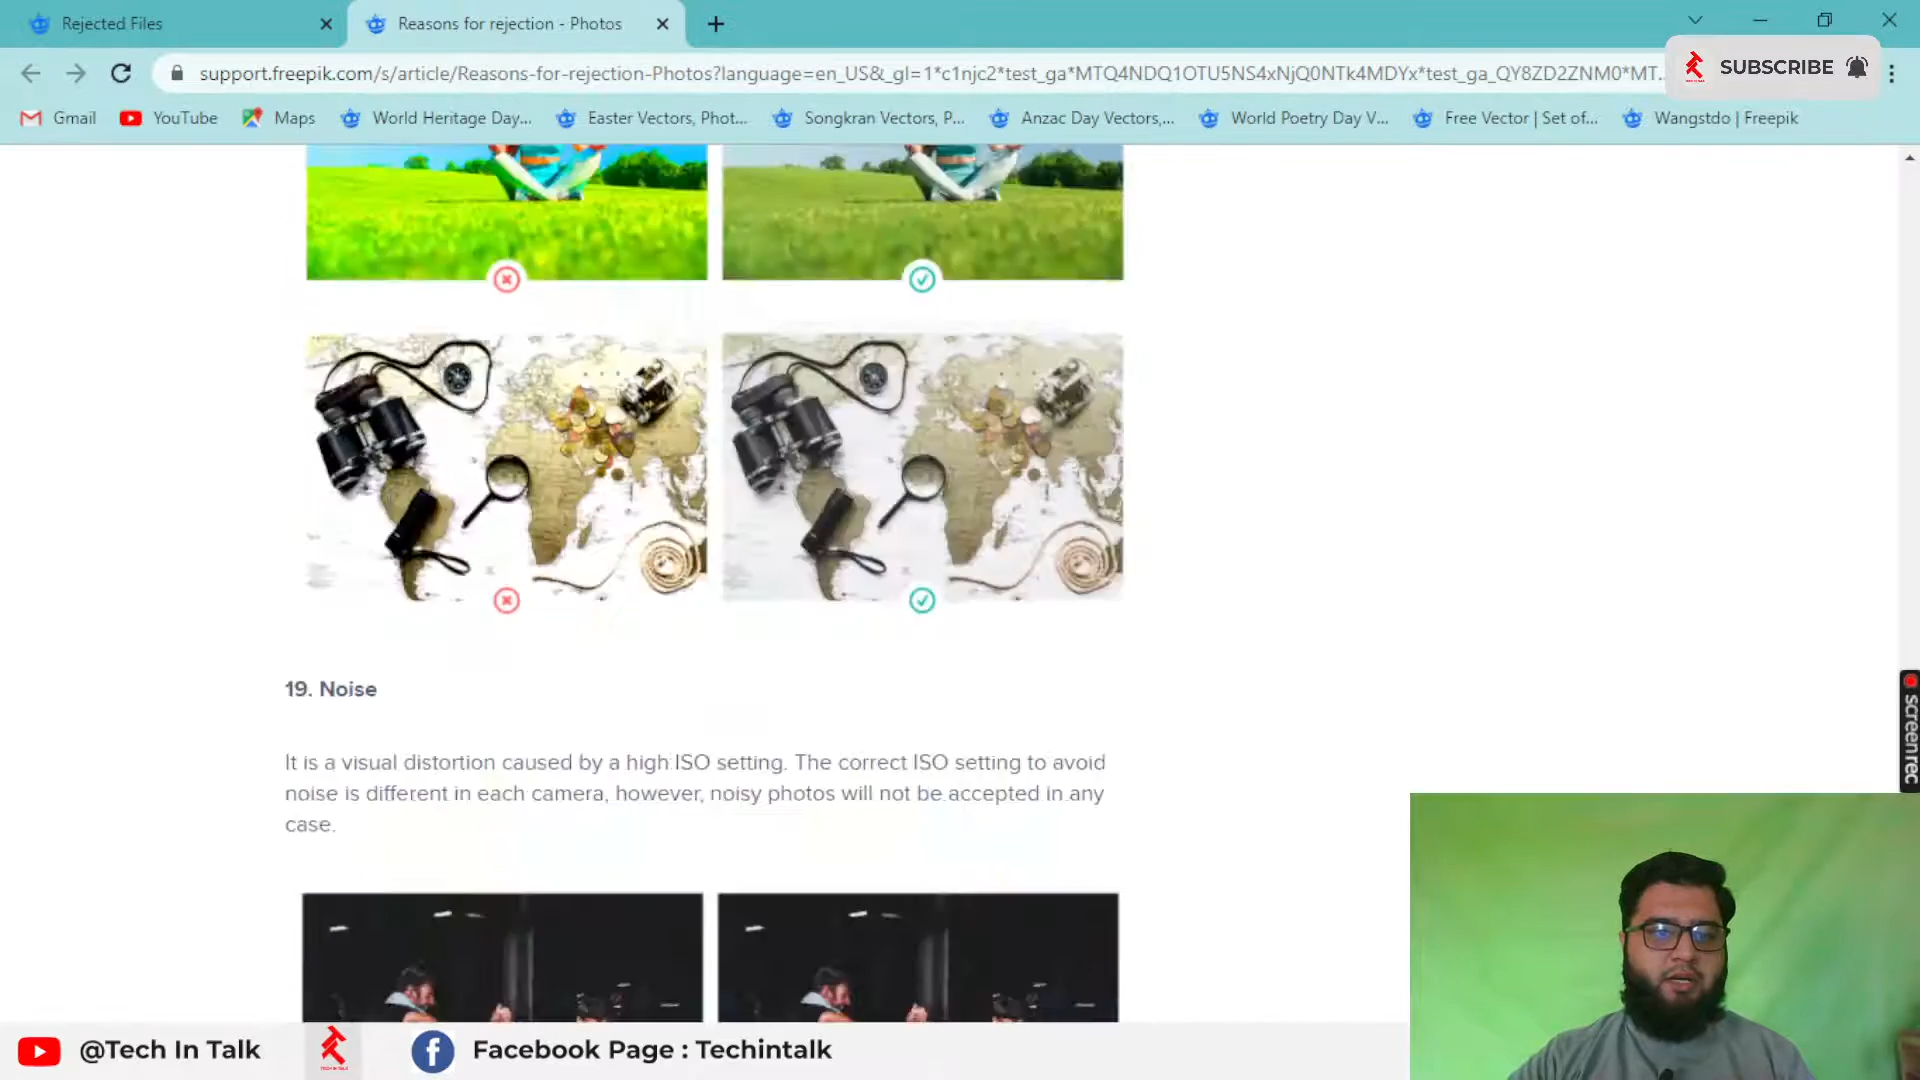 Rejected Files
Reasons for rejection - Photos
support.freepik.com/s/article/Reasons-for-rejection-Photos?language=en_US&_gl=1*c1njc2*test_ga*MTQ4NDQ1OTU5NS4xNjQ0NTk4MDYx*test_ga_QY8ZD2ZNM0*MT...
SUBSCRIBE
Gmail
YouTube
Maps
World Heritage Day...
Easter Vectors, Phot...
Songkran Vectors, P...
Anzac Day Vectors,...
World Poetry Day V...
Free Vector | Set of...
Wangstdo | Freepik
19. Noise
It is a visual distortion caused by a high ISO setting. The correct ISO setting to avoid
noise is different in each camera, however, noisy photos will not be accepted in any
case.
screenrec
@Tech In Talk
TECH IN TALK
Facebook Page : Techintalk